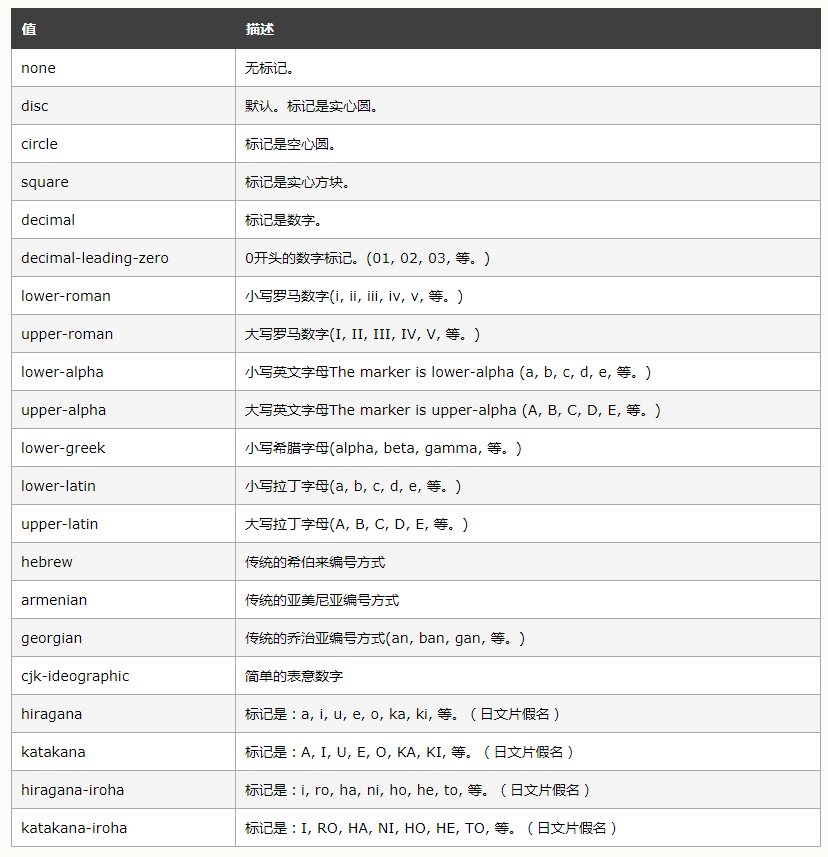 值 描述
none 无标记。
disc 默认。标记是实心圆。
circle 标记是空心圆。
square 标记是实心方块。
decimal 标记是数字。
decimal-leading-zero 0开头的数字标记。(01, 02, 03, 等。)
lower-roman 小写罗马数字(i, ii, iii, iv, v, 等。)
upper-roman 大写罗马数字(I, II, III, IV, V, 等。)
lower-alpha 小写英文字母The marker is lower-alpha (a, b, c, d, e, 等。)
upper-alpha 大写英文字母The marker is upper-alpha (A, B, C, D, E, 等。)
lower-greek 小写希腊字母(alpha, beta, gamma, 等。)
lower-latin 小写拉丁字母(a, b, c, d, e, 等。)
upper-latin 大写拉丁字母(A, B, C, D, E, 等。)
hebrew 传统的希伯来编号方式
armenian 传统的亚美尼亚编号方式
georgian 传统的乔治亚编号方式(an, ban, gan, 等。)
cjk-ideographic 简单的表意数字
hiragana 标记是：a, i, u, e, o, ka, ki, 等。（日文片假名）
katakana 标记是：A, I, U, E, O, KA, KI, 等。（日文片假名）
hiragana-iroha 标记是：i, ro, ha, ni, ho, he, to, 等。（日文片假名）
katakana-iroha 标记是：I, RO, HA, NI, HO, HE, TO, 等。（日文片假名）